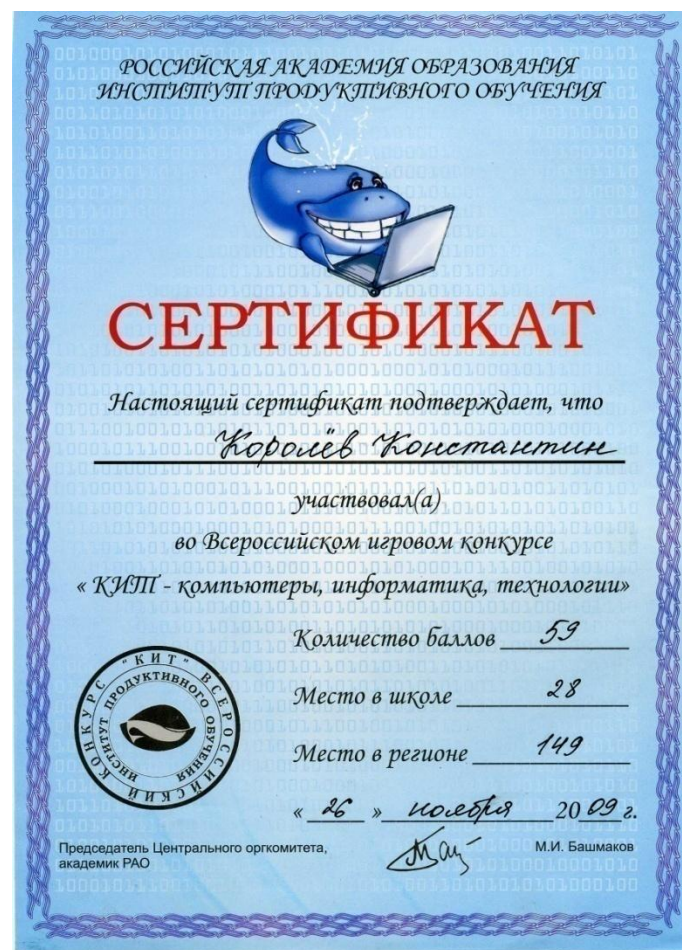 РОССИЙСКАЯ АКАДЕМИЯ ОБРАЗОВАНИЯ
ИНСТИТУТ ПРОДУКТИВНОГО ОБУЧЕНИЯ
СЕРТИФИКАТ
Настоящий сертификат подтверждает, что
Королёв Константин
участвовал(а)
во Всероссийском игровом конкурсе
« КИТ - компьютеры, информатика, технологии»
Количество баллов 59
Место в школе 28
Место в регионе 149
« 26 » ноября 20 09 г.
"КИТ" ВСЕРОССИЙСКИЙ КОНКУРС
ИНСТИТУТ ПРОДУКТИВНОГО ОБУЧЕНИЯ
Председатель Центрального оргкомитета,
академик РАО
М.И. Башмаков